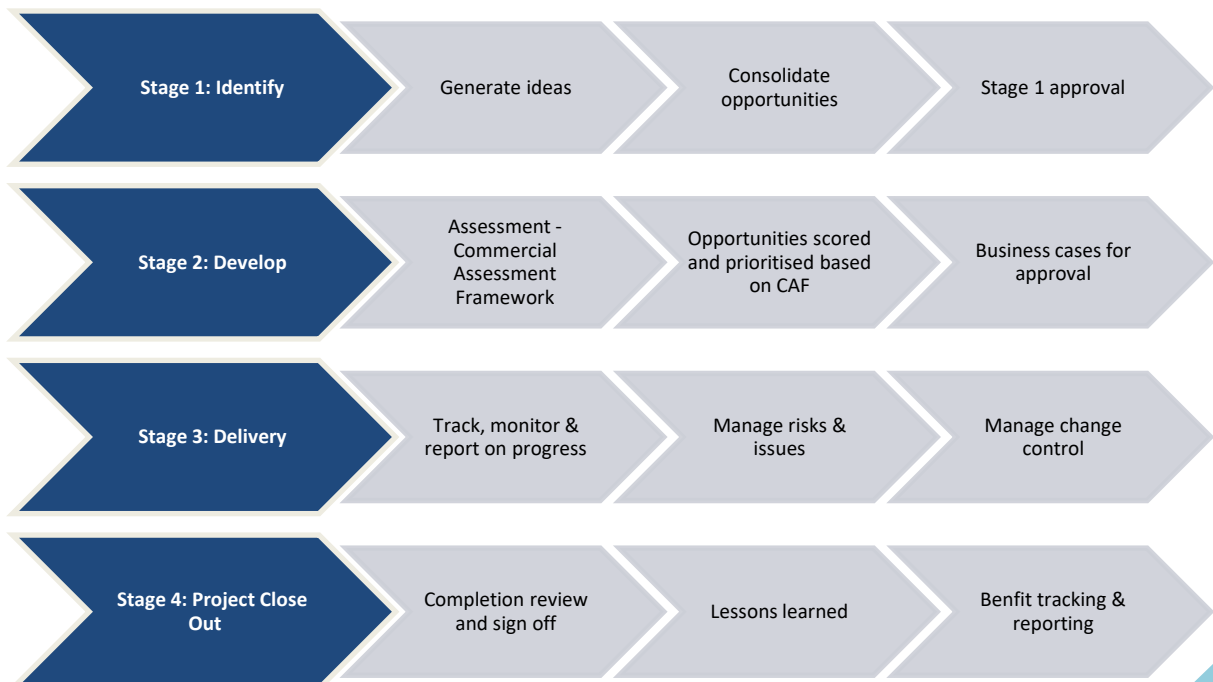 Stage 1: Identify
Generate ideas
Consolidate
opportunities
Stage 1 approval
Stage 2: Develop
Assessment -
Commercial
Assessment
Framework
Opportunities scored
and prioritised based
on CAF
Business cases for
approval
Stage 3: Delivery
Track, monitor &
report on progress
Manage risks &
issues
Manage change
control
Stage 4: Project Close
Out
Completion review
and sign off
Lessons learned
Benfit tracking &
reporting